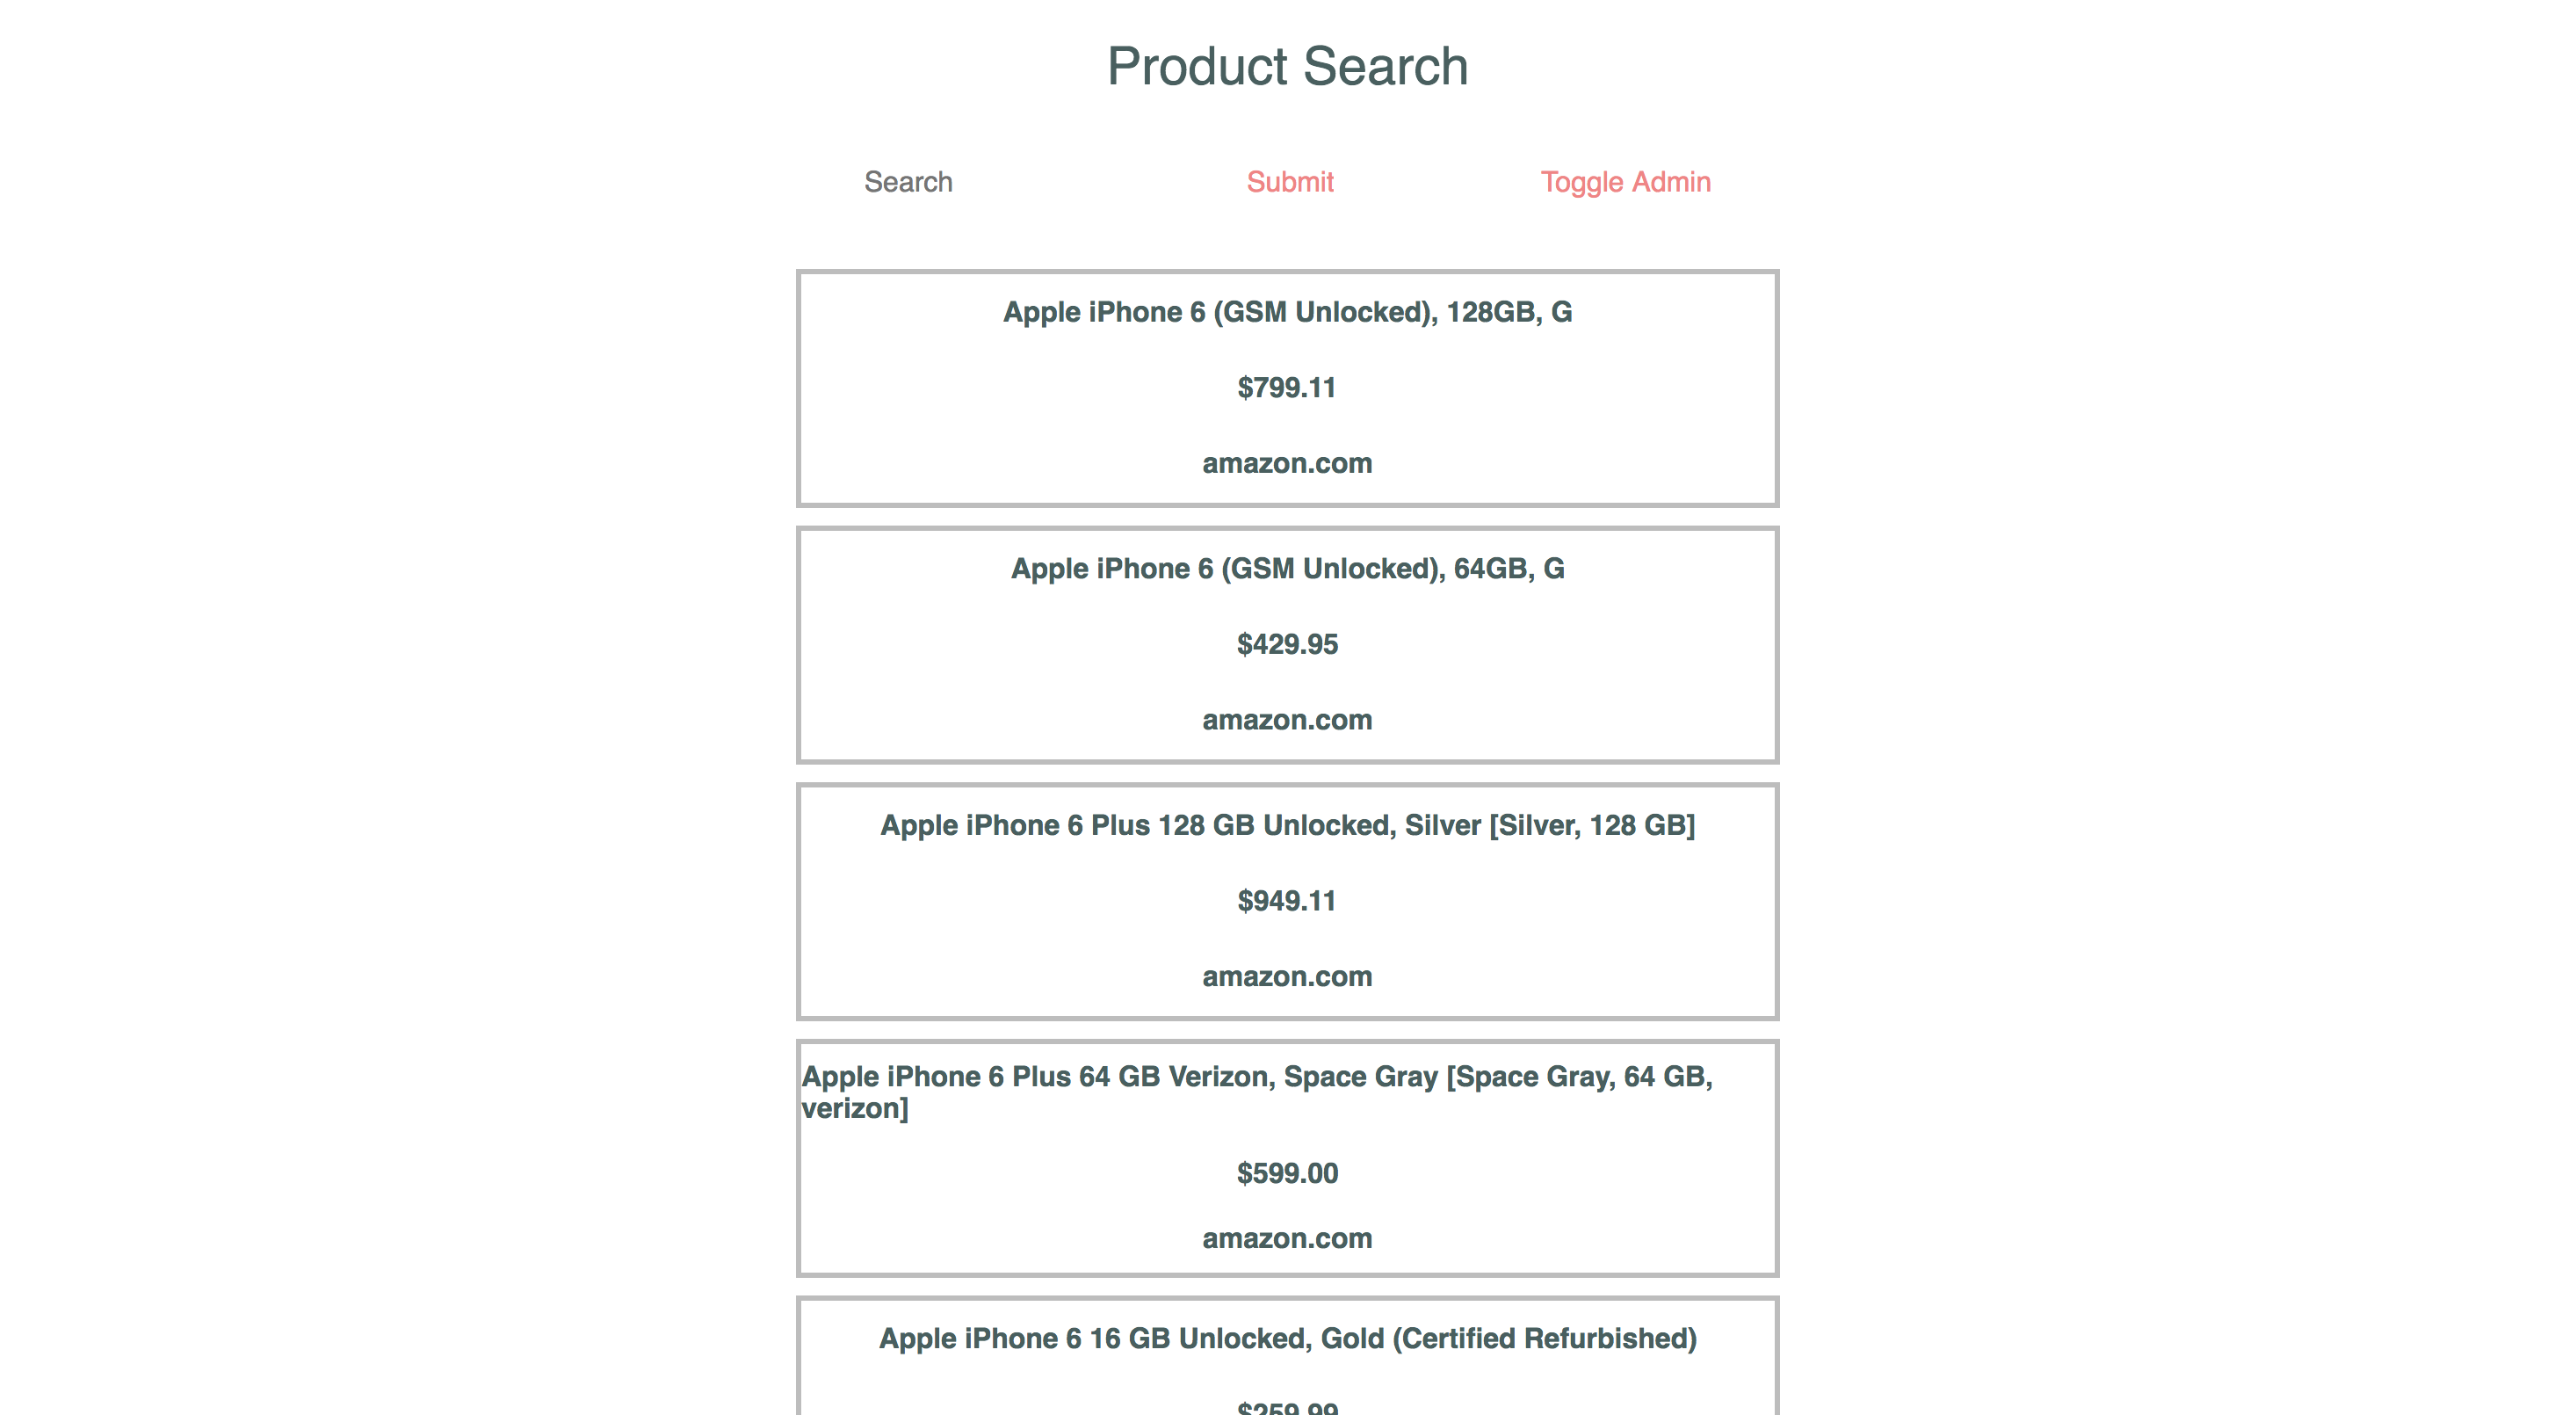 Product Search
Search
Submit
Toggle Admin
Apple iPhone 6 (GSM Unlocked), 128GB, G
$799.11
amazon.com
Apple iPhone 6 (GSM Unlocked), 64GB, G
$429.95
amazon.com
Apple iPhone 6 Plus 128 GB Unlocked, Silver [Silver, 128 GB]
$949.11
amazon.com
Apple iPhone 6 Plus 64 GB Verizon, Space Gray [Space Gray, 64 GB,
verizon]
$599.00
amazon.com
Apple iPhone 6 16 GB Unlocked, Gold (Certified Refurbished)
$259.99